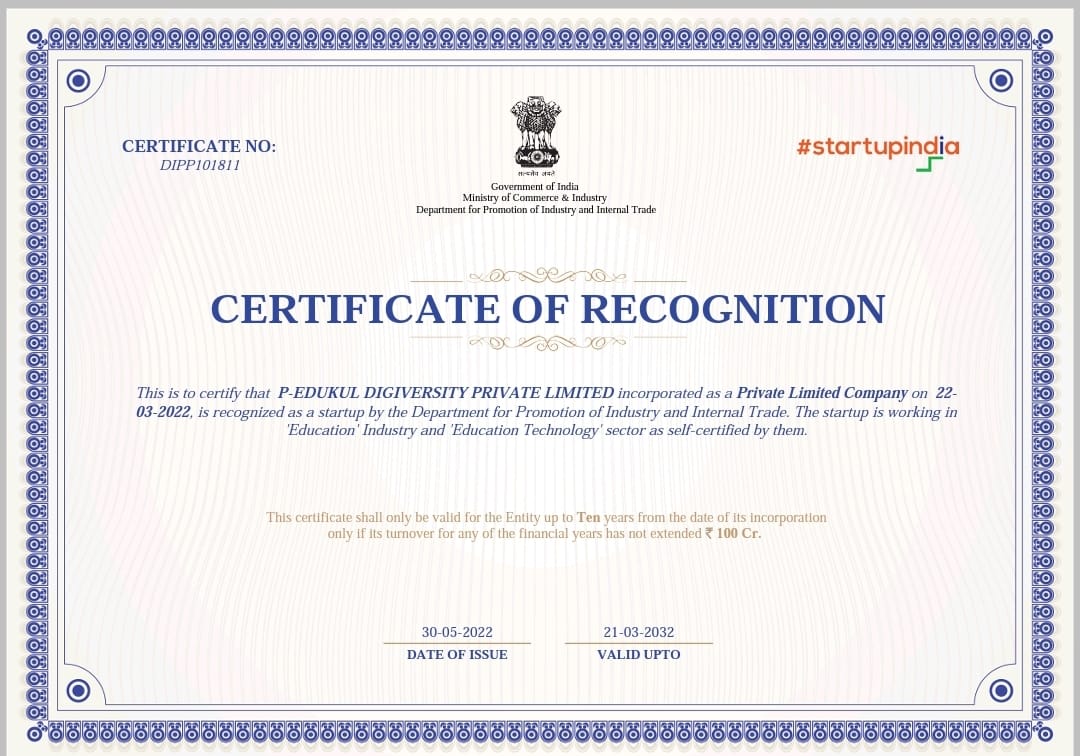 CERTIFICATE NO:
DIPP101811
सत्यमेव जयते
#startupindia
Government of India
Ministry of Commerce & Industry
Department for Promotion of Industry and Internal Trade
CERTIFICATE OF RECOGNITION
This is to certify that P-EDUKUL DIGIVERSITY PRIVATE LIMITED incorporated as a Private Limited Company on 22-
03-2022, is recognized as a startup by the Department for Promotion of Industry and Internal Trade. The startup is working in
'Education' Industry and 'Education Technology' sector as self-certified by them.
This certificate shall only be valid for the Entity up to Ten years from the date of its incorporation
only if its turnover for any of the financial years has not extended ₹ 100 Cr.
30-05-2022
DATE OF ISSUE
21-03-2032
VALID UPTO